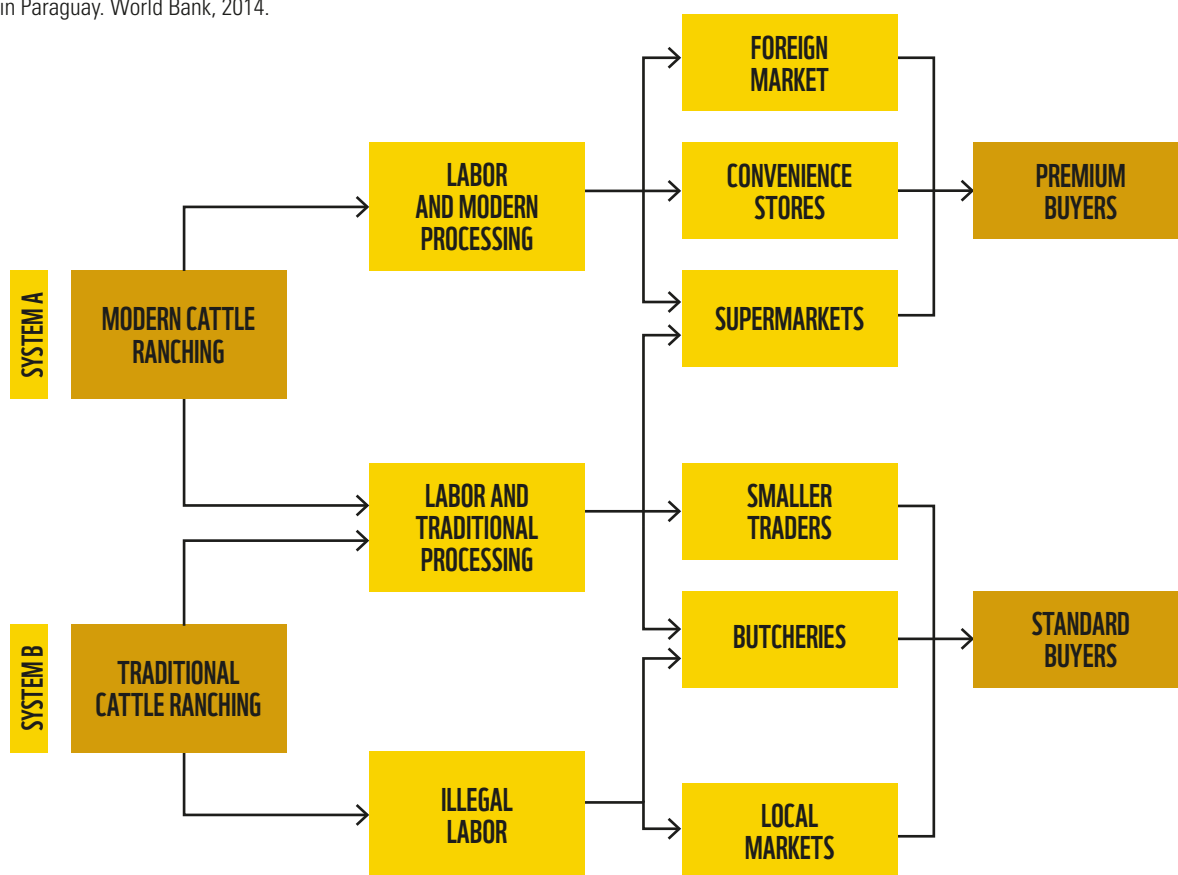 in Paraguay. World Bank, 2014.
FOREIGN
MARKET
LABOR
AND MODERN
PROCESSING
CONVENIENCE
STORES
PREMIUM
BUYERS
SYSTEM A
MODERN CATTLE
RANCHING
SUPERMARKETS
LABOR AND
TRADITIONAL
PROCESSING
SMALLER
TRADERS
SYSTEM B
TRADITIONAL
CATTLE RANCHING
BUTCHERIES
STANDARD
BUYERS
ILLEGAL
LABOR
LOCAL
MARKETS